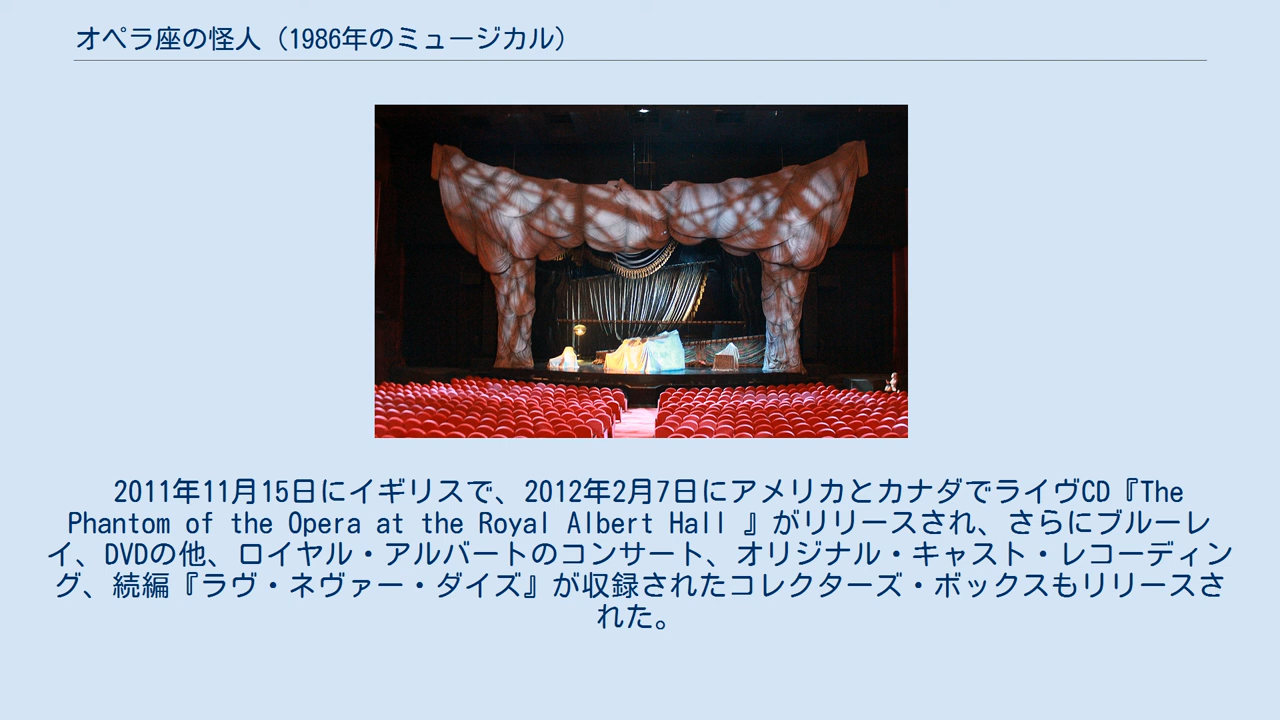 オペラ座の怪人（1986年のミュージカル）
2011年11月15日にイギリスで、2012年2月7日にアメリカとカナダでライヴCD『The
Phantom of the Opera at the Royal Albert Hall 』がリリースされ、さらにブルーレ
イ、DVDの他、ロイヤル・アルバートのコンサート、オリジナル・キャスト・レコーディン
グ、続編『ラヴ・ネヴァー・ダイズ』が収録されたコレクターズ・ボックスもリリースさ
れた。